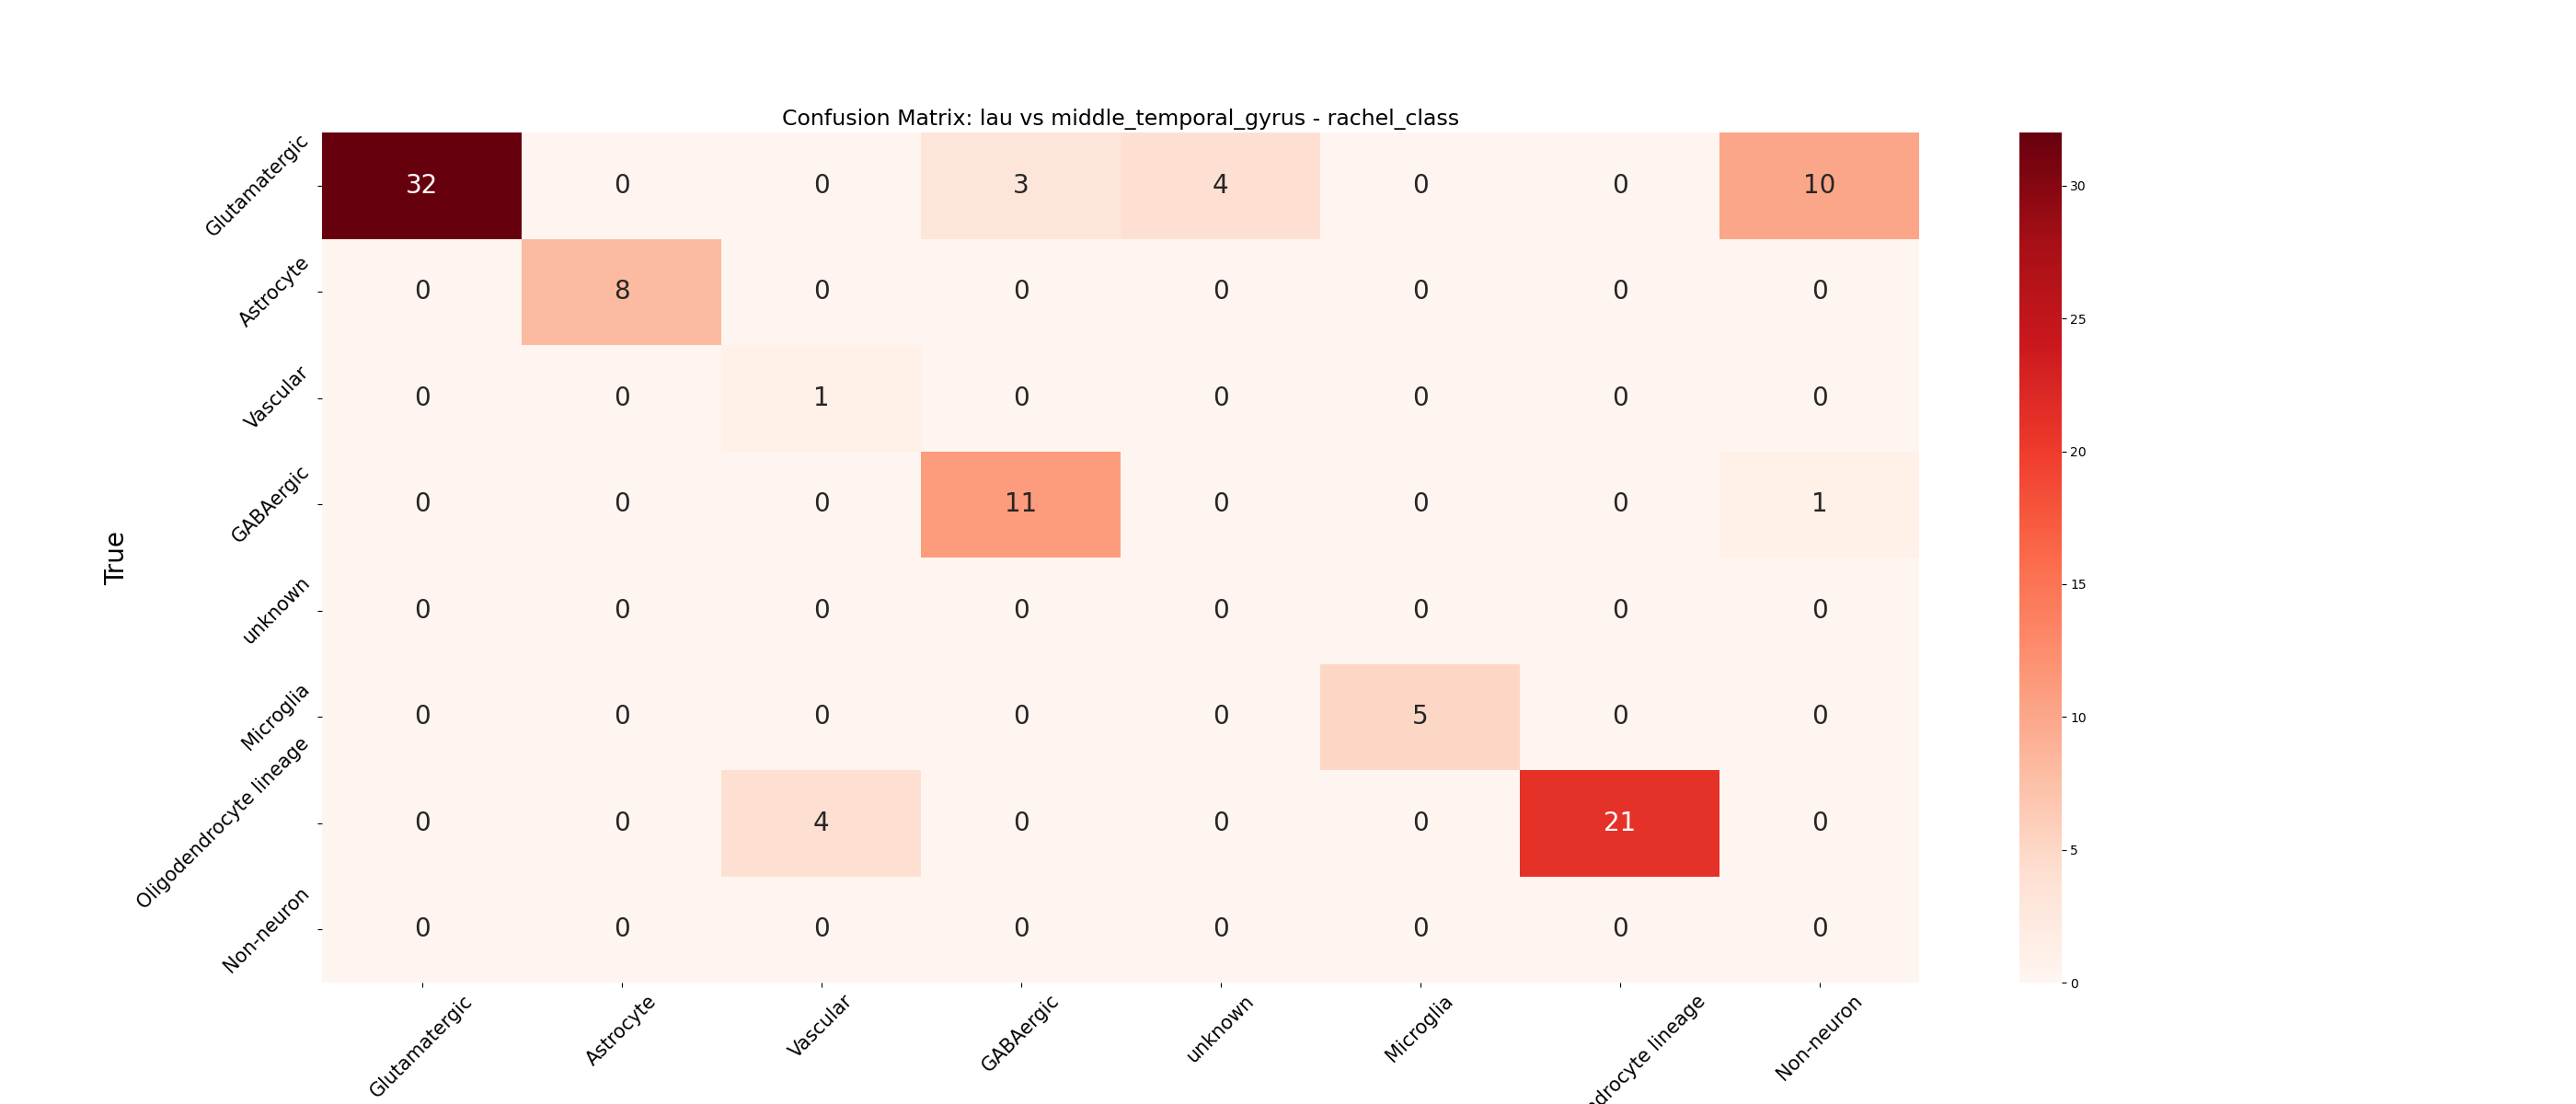 Confusion Matrix: lau vs middle_temporal_gyrus - rachel_class
Glutamatergic 32 0 0 3 4 0 0 10
Astrocyte 0 8 0 0 0 0 0 0
Vascular 0 0 1 0 0 0 0 0
GABAergic 0 0 0 11 0 0 0 1
unknown 0 0 0 0 0 0 0 0
Microglia 0 0 0 0 0 5 0 0
Oligodendrocyte lineage 0 0 4 0 0 0 21 0
Non-neuron 0 0 0 0 0 0 0 0
True
Glutamatergic Astrocyte Vascular GABAergic unknown Microglia ndrocyte lineage Non-neuron
30
25
20
15
10
5
0